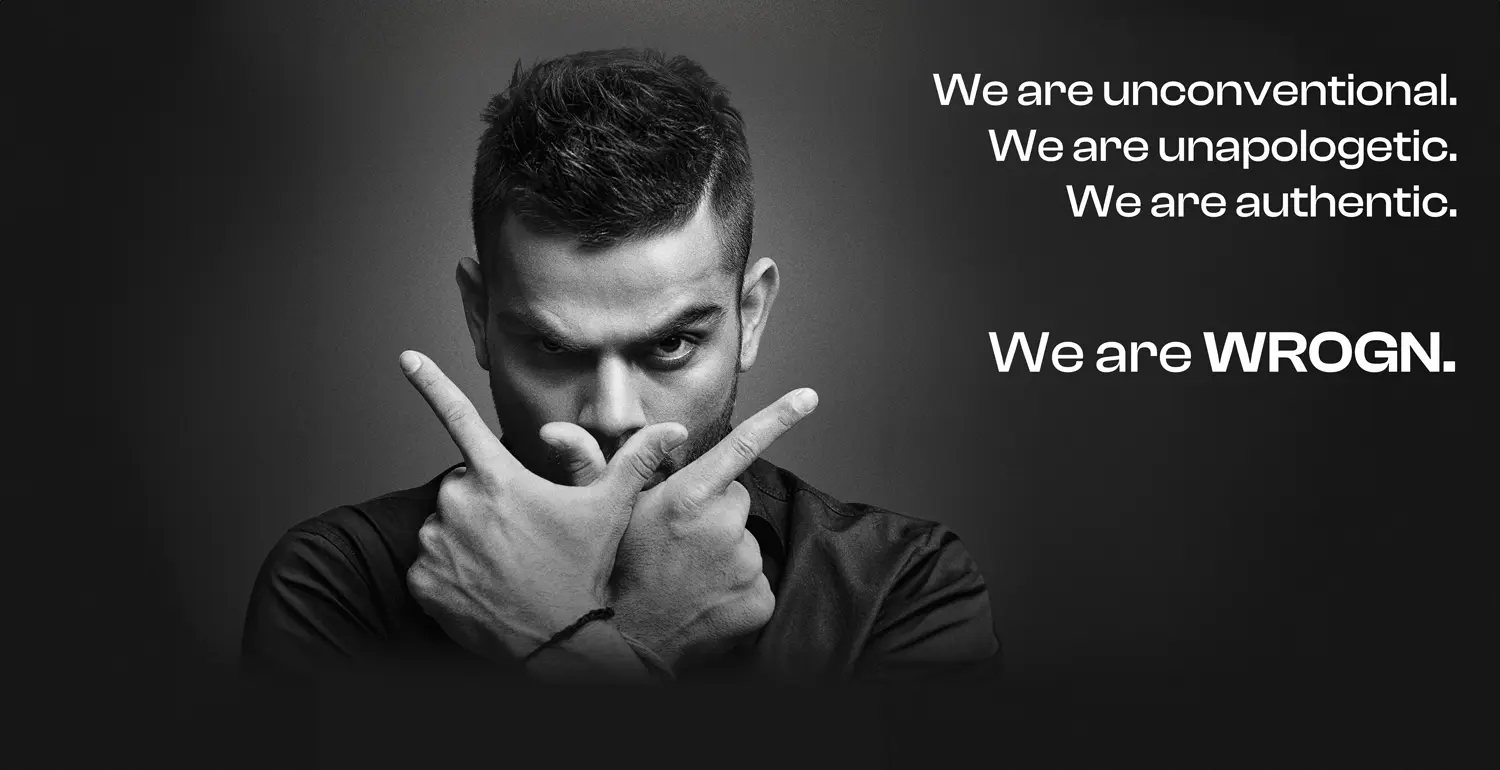 We are unconventional.
We are unapologetic.
We are authentic.
We are WROGN.